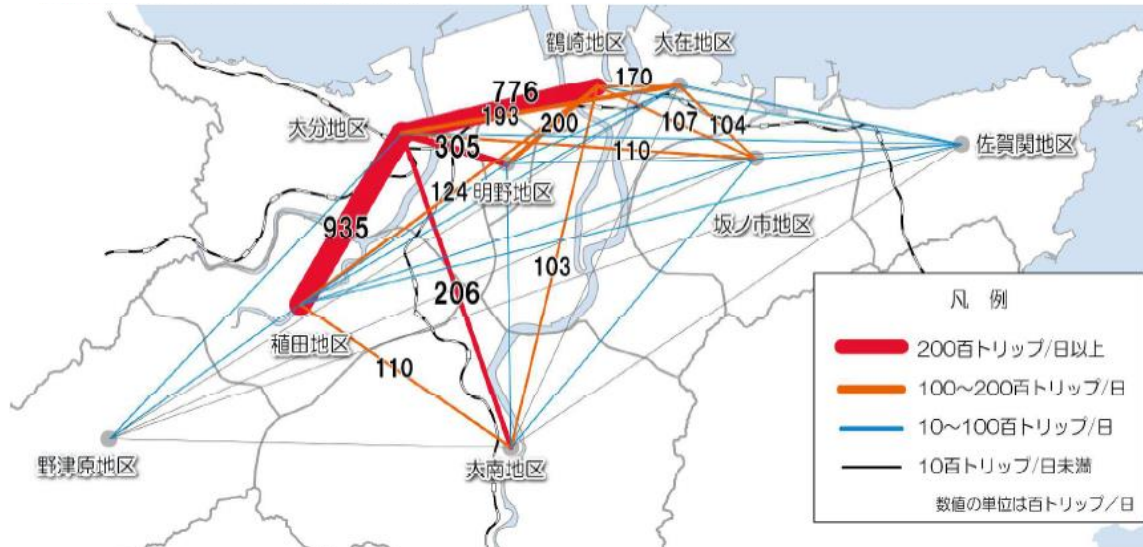 鶴崎地区
大在地区
170
776
193
大分地区
200
107
104
305
110
佐賀関地区
124
明野地区
935
坂ノ市地区
103
206
稙田地区
110
野津原地区
大南地区
凡 例
200百トリップ/日以上
100～200百トリップ/日
10～100百トリップ/日
10百トリップ/日未満
数値の単位は百トリップ／日